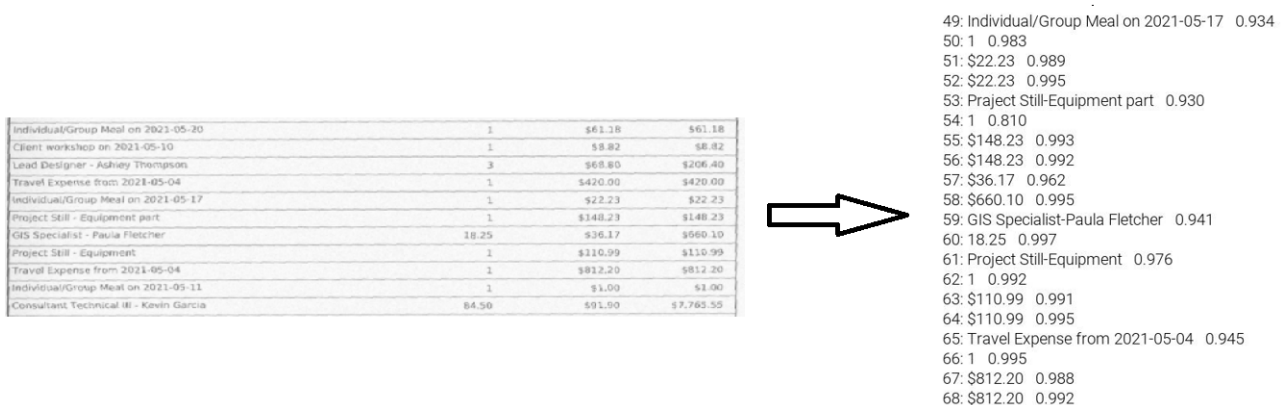 Individual/Group Meal on 2021-05-20 1 $61.18 $61.18
Client workshop on 2021-05-10 1 $8.82 $8.82
Lead Designer - Ashley Thompson 3 $68.80 $206.40
Travel Expense from 2021-05-04 1 $420.00 $420.00
Individual/Group Meal on 2021-05-17 1 $22.23 $22.23
Project Still - Equipment part 1 $148.23 $148.23
GIS Specialist - Paula Fletcher 18.25 $36.17 $660.10
Project Still - Equipment 1 $110.99 $110.99
Travel Expense from 2021-05-04 1 $812.20 $812.20
Individual/Group Meal on 2021-05-11 1 $1.00 $1.00
Consultant Technical III - Kevin Garcia 84.50 $91.90 $7,765.55
49: Individual/Group Meal on 2021-05-17 0.934
50: 1 0.983
51: $22.23 0.989
52: $22.23 0.995
53: Praject Still-Equipment part 0.930
54: 1 0.810
55: $148.23 0.993
56: $148.23 0.992
57: $36.17 0.962
58: $660.10 0.995
59: GIS Specialist-Paula Fletcher 0.941
60: 18.25 0.997
61: Project Still-Equipment 0.976
62: 1 0.992
63: $110.99 0.991
64: $110.99 0.995
65: Travel Expense from 2021-05-04 0.945
66: 1 0.995
67: $812.20 0.988
68: $812.20 0.992